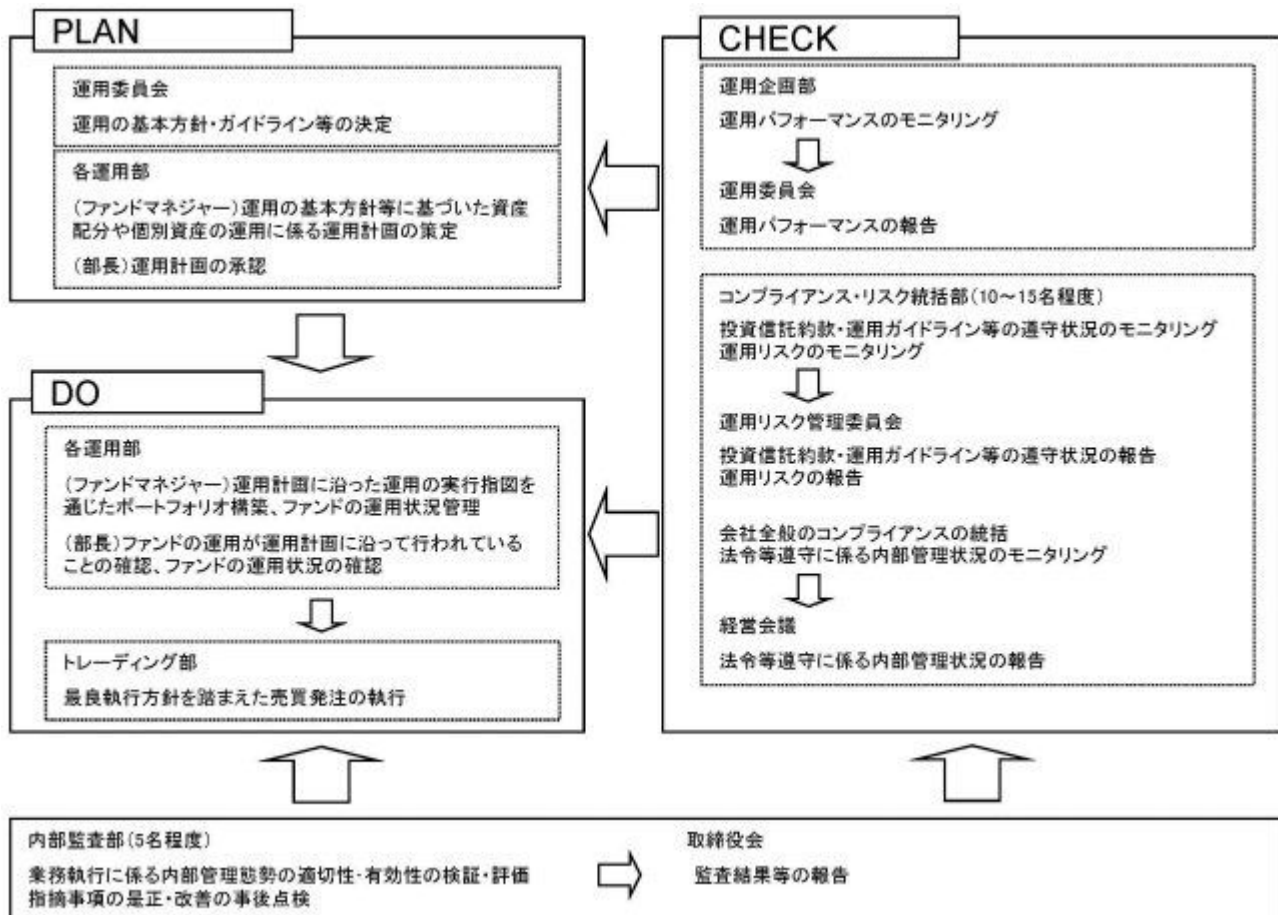 PLAN
運用委員会
運用の基本方針・ガイドライン等の決定
各運用部
(ファンドマネジャー)運用の基本方針等に基づいた資産
配分や個別資産の運用に係る運用計画の策定
(部長)運用計画の承認
DO
各運用部
(ファンドマネジャー)運用計画に沿った運用の実行指図を
通じたポートフォリオ構築、ファンドの運用状況管理
(部長)ファンドの運用が運用計画に沿って行われている
ことの確認、ファンドの運用状況の確認
トレーディング部
最良執行方針を踏まえた売買発注の執行
CHECK
運用企画部
運用パフォーマンスのモニタリング
運用委員会
運用パフォーマンスの報告
コンプライアンス・リスク統括部(10～15名程度)
投資信託約款・運用ガイドライン等の遵守状況のモニタリング
運用リスクのモニタリング
運用リスク管理委員会
投資信託約款・運用ガイドライン等の遵守状況の報告
運用リスクの報告
会社全般のコンプライアンスの統括
法令等遵守に係る内部管理状況のモニタリング
経営会議
法令等遵守に係る内部管理状況の報告
内部監査部(5名程度)
業務執行に係る内部管理態勢の適切性・有効性の検証・評価
指摘事項の是正・改善の事後点検
取締役会
監査結果等の報告